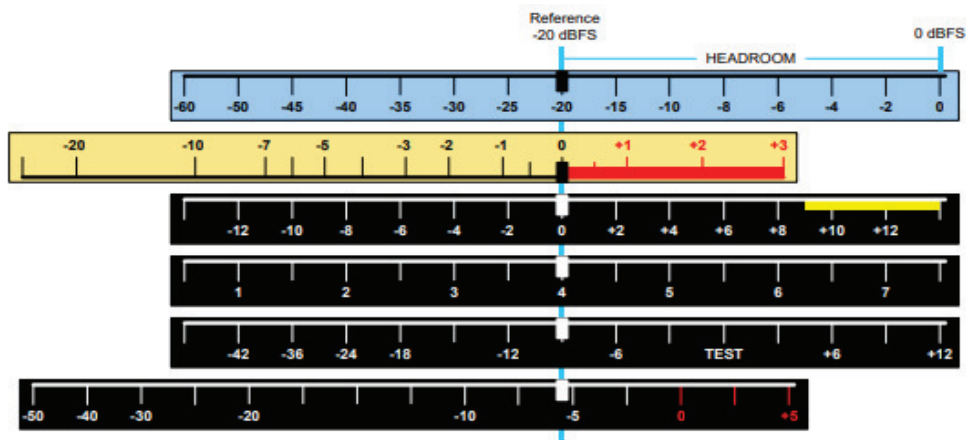 Reference
-20 dBFS
0 dBFS
HEADROOM
-60 -50 -45 -40 -35 -30 -25 -20 -15 -10 -8 -6 -4 -2 0
-20 -10 -7 -5 -3 -2 -1 0 +1 +2 +3
-12 -10 -8 -6 -4 -2 0 +2 +4 +6 +8 +10 +12
1 2 3 4 5 6 7
-42 -36 -24 -18 -12 -6 TEST +6 +12
-50 -40 -30 -20 -10 -5 0 +5